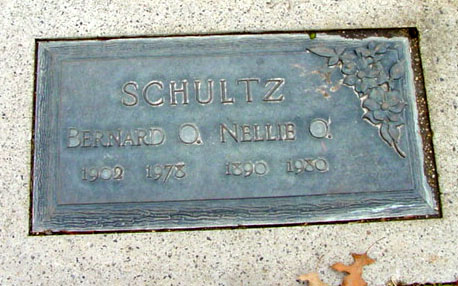 SCHULTZ
BERNARD O. NELLIE O.
1902 1978 1890 1980